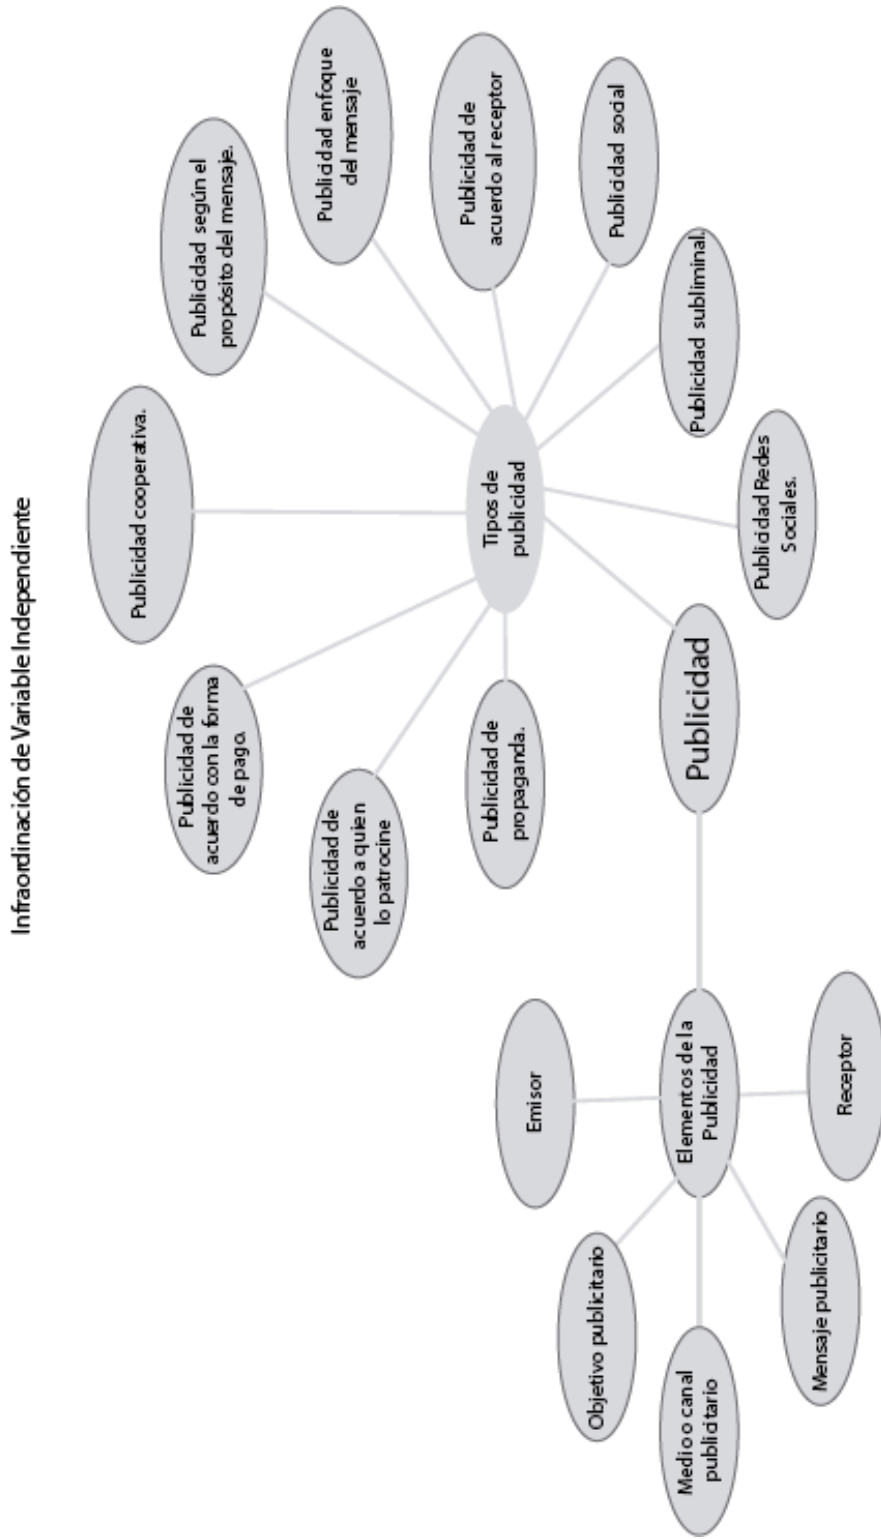 Infraordinación de Variable Independiente
Publicidad cooperativa.
Publicidad según el
propósito del mensaje.
Publicidad enfoque
del mensaje
Publicidad de
acuerdo al receptor
Publicidad social
Publicidad subliminal.
Publicidad Redes
Sociales.
Tipos de
publicidad
Publicidad de
acuerdo con la forma
de pago.
Publicidad de
acuerdo a quien
lo patrocine
Publicidad de
propaganda.
Publicidad
Elementos de la
Publicidad
Emisor
Objetivo publicitario
Medio o canal
publicitario
Mensaje publicitario
Receptor